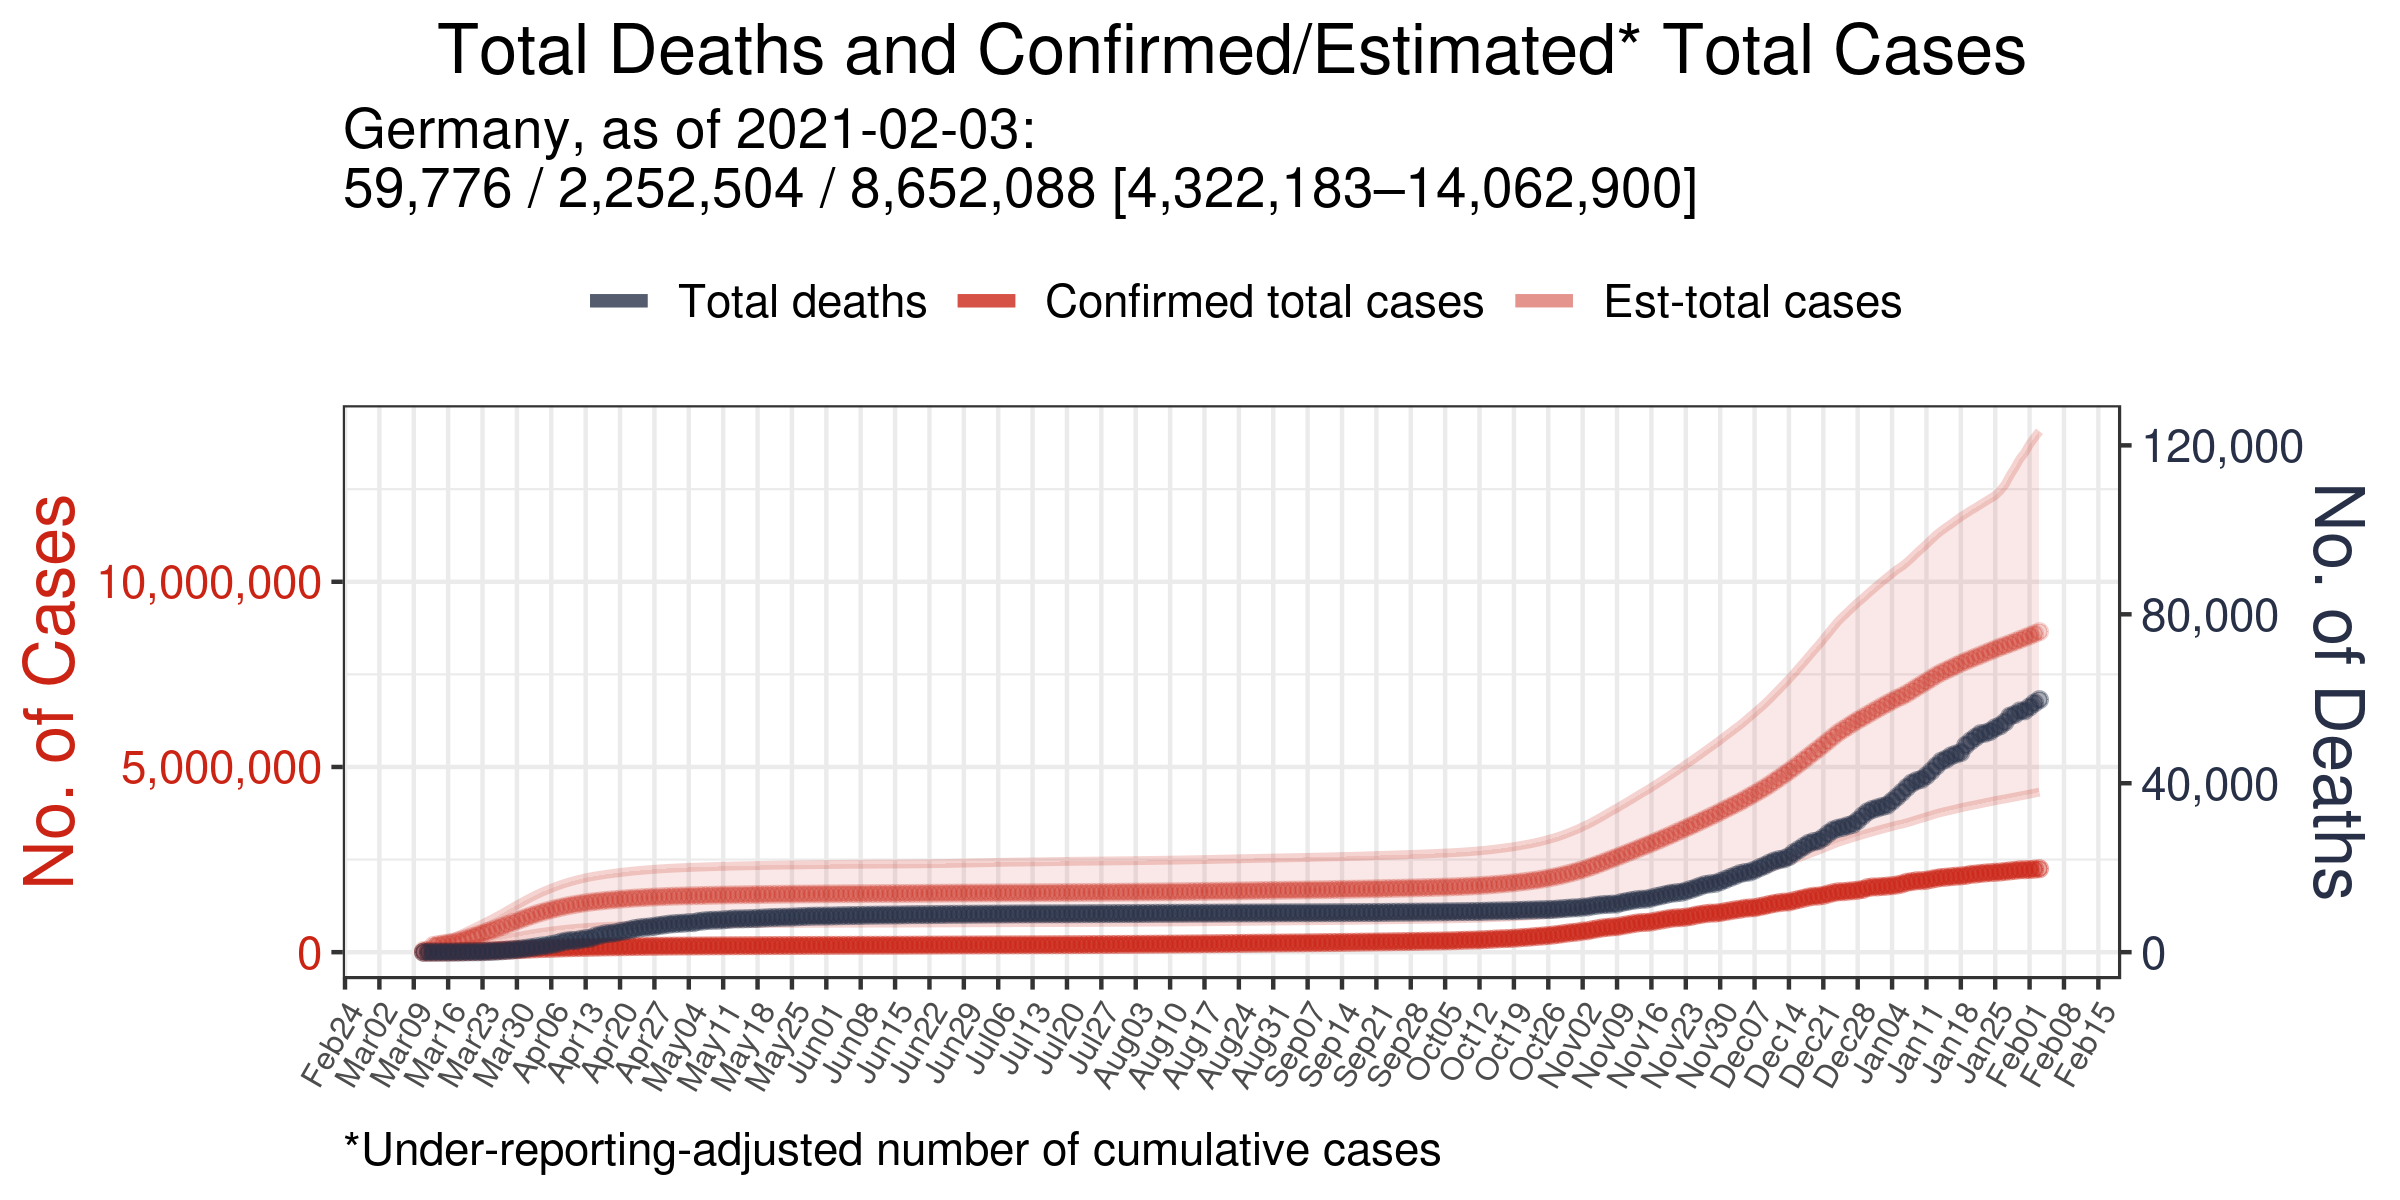 Total Deaths and Confirmed/Estimated* Total Cases
Germany, as of 2021-02-03:
59,776 / 2,252,504 / 8,652,088 [4,322,183–14,062,900]
Total deaths
Confirmed total cases
Est-total cases
No. of Cases
10,000,000
5,000,000
0
120,000
80,000
40,000
0
No. of Deaths
Feb24
Mar02
Mar09
Mar16
Mar23
Mar30
Apr06
Apr13
Apr20
Apr27
May04
May11
May18
May25
Jun01
Jun08
Jun15
Jun22
Jun29
Jul06
Jul13
Jul20
Jul27
Aug03
Aug10
Aug17
Aug24
Aug31
Sep07
Sep14
Sep21
Sep28
Oct05
Oct12
Oct19
Oct26
Nov02
Nov09
Nov16
Nov23
Nov30
Dec07
Dec14
Dec21
Dec28
Jan04
Jan11
Jan18
Jan25
Feb01
Feb08
Feb15
*Under-reporting-adjusted number of cumulative cases